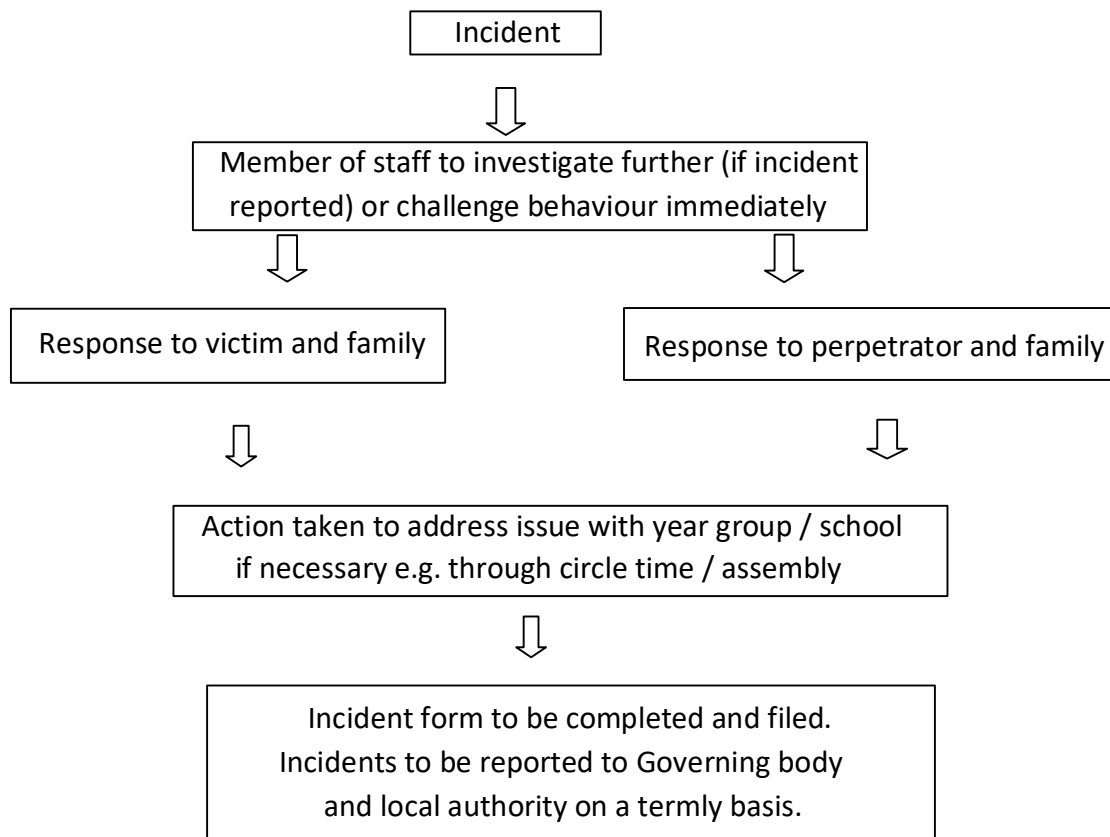 Incident
Member of staff to investigate further (if incident
reported) or challenge behaviour immediately
Response to victim and family
Response to perpetrator and family
Action taken to address issue with year group / school
if necessary e.g. through circle time / assembly
Incident form to be completed and filed.
Incidents to be reported to Governing body
and local authority on a termly basis.